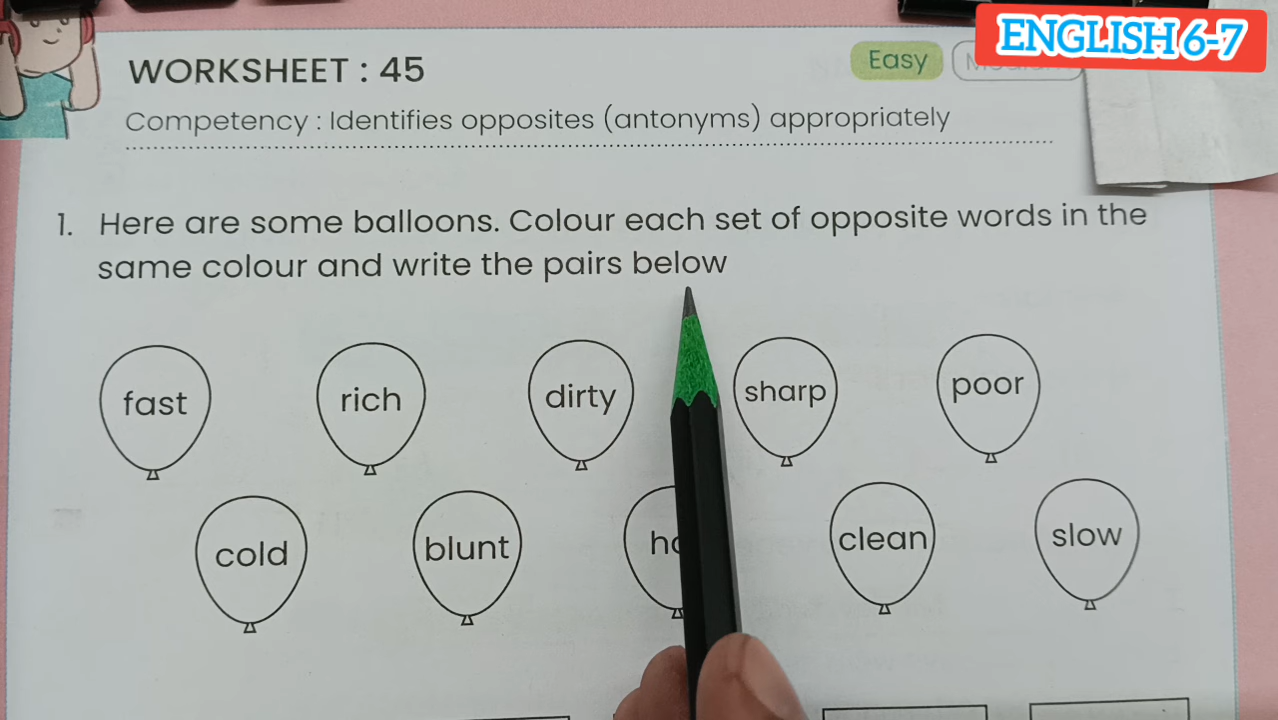 ENGLISH 6-7
WORKSHEET : 45
Easy
Competency : Identifies opposites (antonyms) appropriately
1. Here are some balloons. Colour each set of opposite words in the
same colour and write the pairs below
fast rich dirty sharp poor
cold blunt clean slow